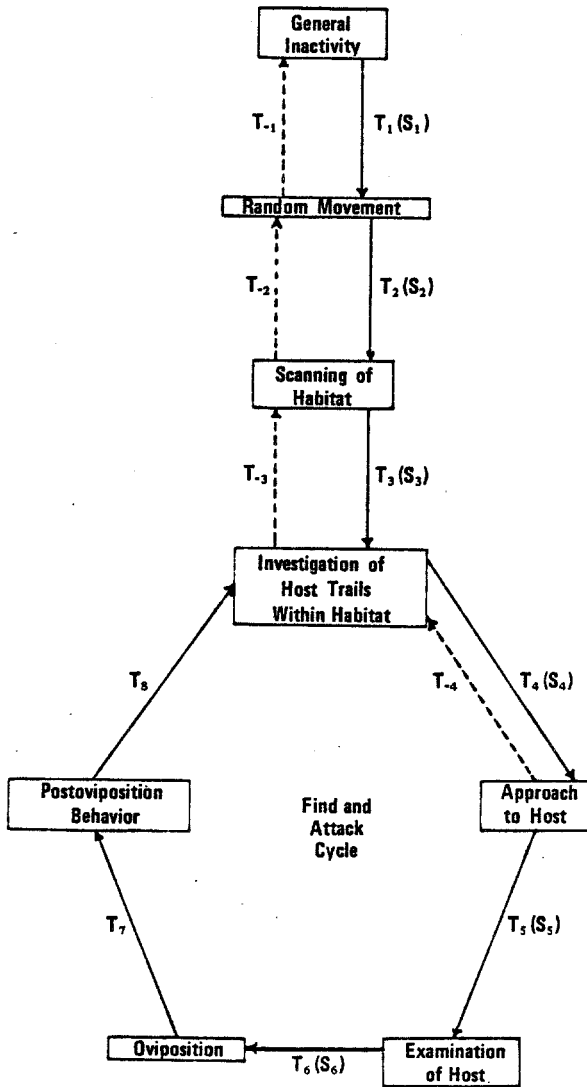 General
Inactivity
T₋₁
T₁(S₁)
Random Movement
T₋₂
T₂(S₂)
Scanning of
Habitat
T₋₃
T₃(S₃)
Investigation of
Host Trails
Within Habitat
T₈
T₋₄
T₄(S₄)
Postoviposition
Behavior
Find and
Attack
Cycle
Approach
to Host
T₇
T₅(S₅)
Oviposition
T₆(S₆)
Examination
of Host